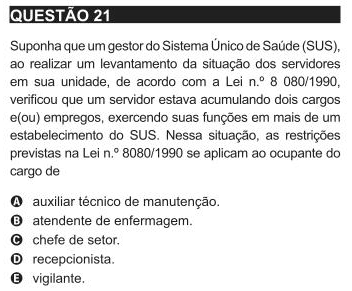 QUESTÃO 21
Suponha que um gestor do Sistema Único de Saúde (SUS),
ao realizar um levantamento da situação dos servidores
em sua unidade, de acordo com a Lei n.º 8 080/1990,
verificou que um servidor estava acumulando dois cargos
e(ou) empregos, exercendo suas funções em mais de um
estabelecimento do SUS. Nessa situação, as restrições
previstas na Lei n.º 8080/1990 se aplicam ao ocupante do
cargo de
A auxiliar técnico de manutenção.
B atendente de enfermagem.
C chefe de setor.
D recepcionista.
E vigilante.